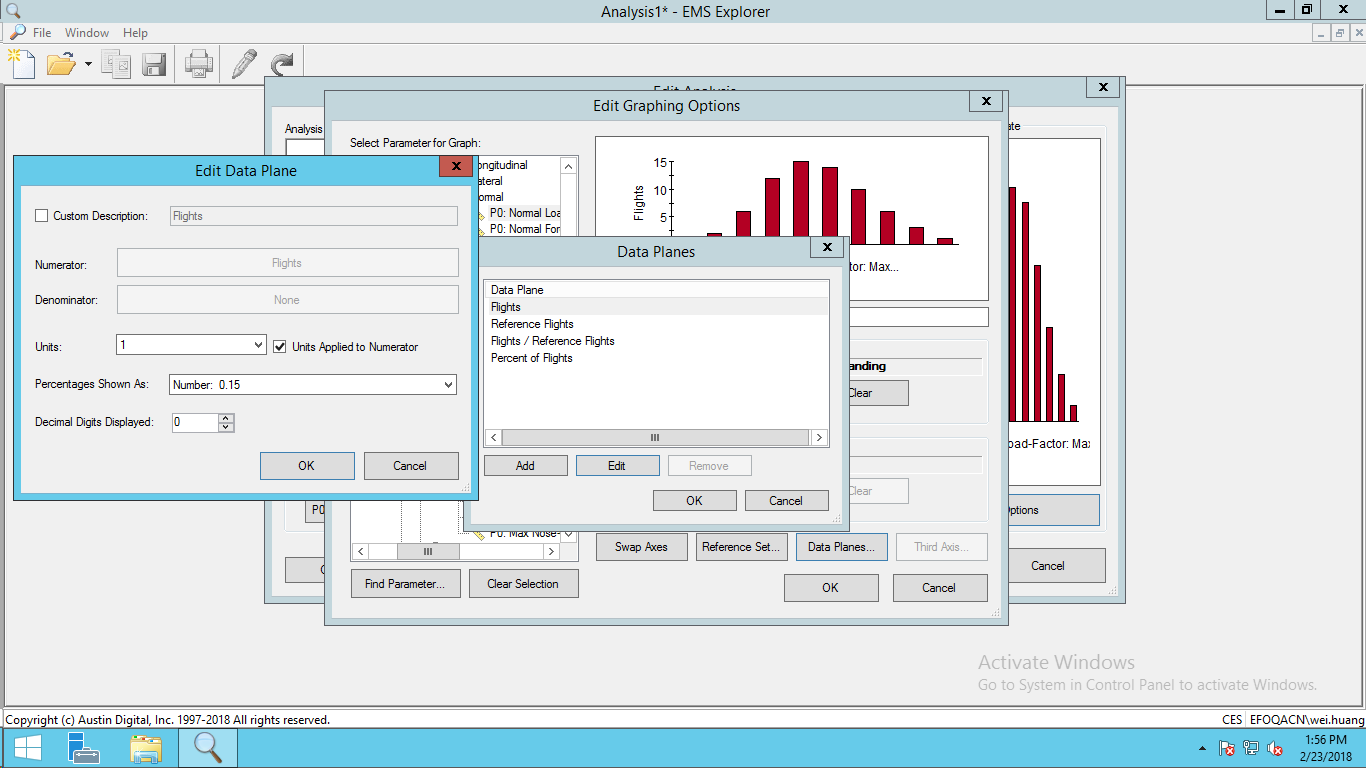 Analysis1* - EMS Explorer
File Window Help
Edit Analysis
Edit Graphing Options
Analysis
Select Parameter for Graph:
ongitudinal
ateral
ormal
P0: Normal Loa
P0: Normal For
15
10
5
Flights
tor: Max...
Edit Data Plane
Custom Description: Flights
Numerator: Flights
Denominator: None
Units: 1 Units Applied to Numerator
Percentages Shown As: Number: 0.15
Decimal Digits Displayed: 0
OK Cancel
Data Planes
Data Plane
Flights
Reference Flights
Flights / Reference Flights
Percent of Flights
Add Edit Remove
OK Cancel
anding
Clear
Clear
ate
oad-Factor: Max
ptions
P0
P0: Max Nose-
Swap Axes Reference Set... Data Planes... Third Axis...
Find Parameter... Clear Selection OK Cancel
Cancel
Activate Windows
Go to System in Control Panel to activate Windows.
Copyright (c) Austin Digital, Inc. 1997-2018 All rights reserved. CES EFOQACN\wei.huang
1:56 PM
2/23/2018